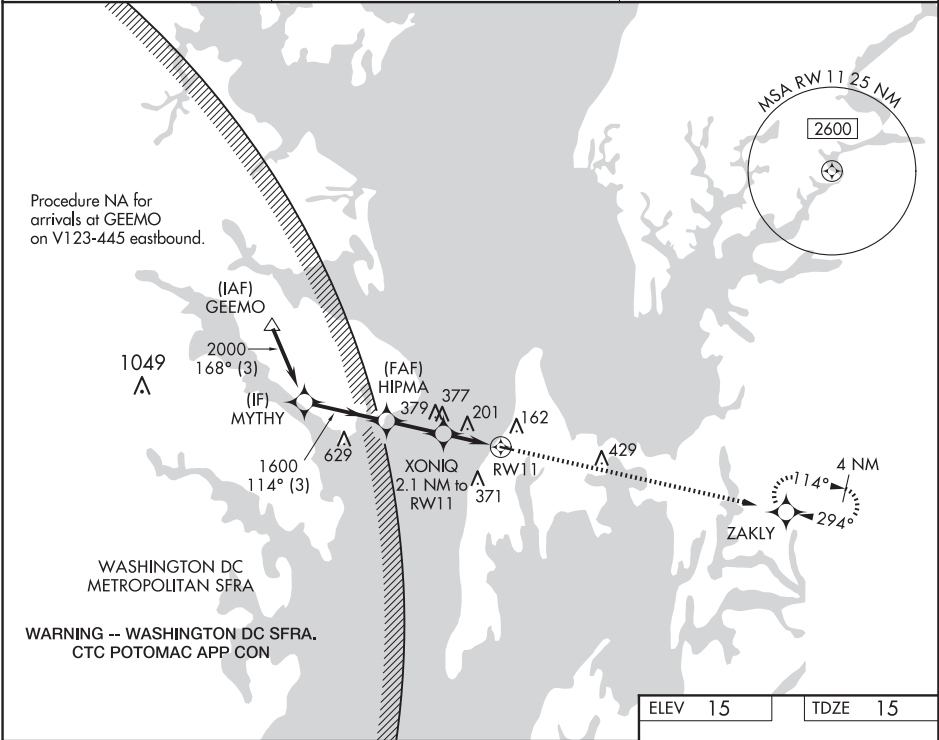 MSA RW 11 25 NM
2600
Procedure NA for
arrivals at GEEMO
on V123-445 eastbound.
(IAF)
GEEMO
2000
168° (3)
1049
(IF)
MYTHY
(FAF)
HIPMA
379
377
201
162
629
1600
114° (3)
XONIQ
2.1 NM to
RW11
371
RW11
429
4 NM
114°
294°
ZAKLY
WASHINGTON DC
METROPOLITAN SFRA
WARNING -- WASHINGTON DC SFRA.
CTC POTOMAC APP CON
ELEV 15
TDZE 15